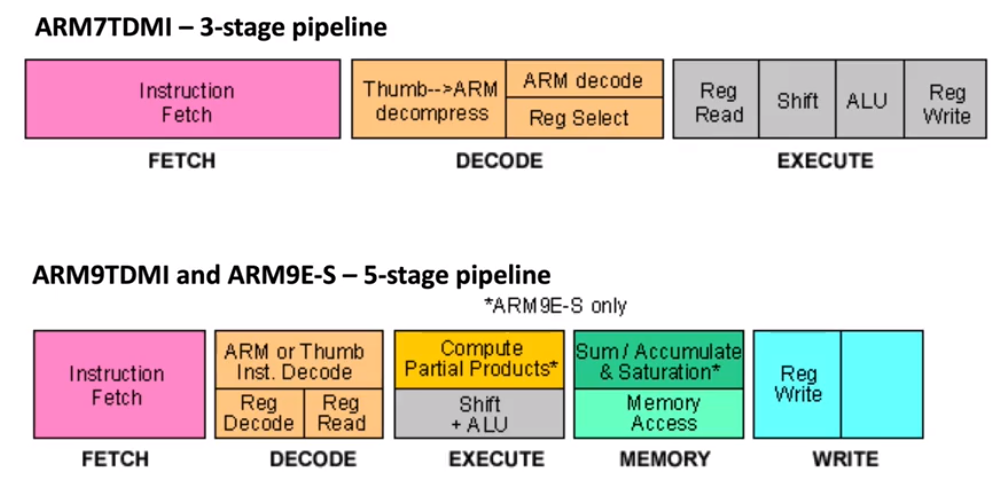 ARM7TDMI – 3-stage pipeline
Instruction
Fetch
Thumb-->ARM
decompress
ARM decode
Reg Select
Reg
Read
Shift
ALU
Reg
Write
FETCH
DECODE
EXECUTE
ARM9TDMI and ARM9E-S – 5-stage pipeline
*ARM9E-S only
Instruction
Fetch
ARM or Thumb
Inst. Decode
Reg
Decode
Reg
Read
Compute
Partial Products*
Shift
+ ALU
Sum / Accumulate
& Saturation*
Memory
Access
Reg
Write
FETCH
DECODE
EXECUTE
MEMORY
WRITE